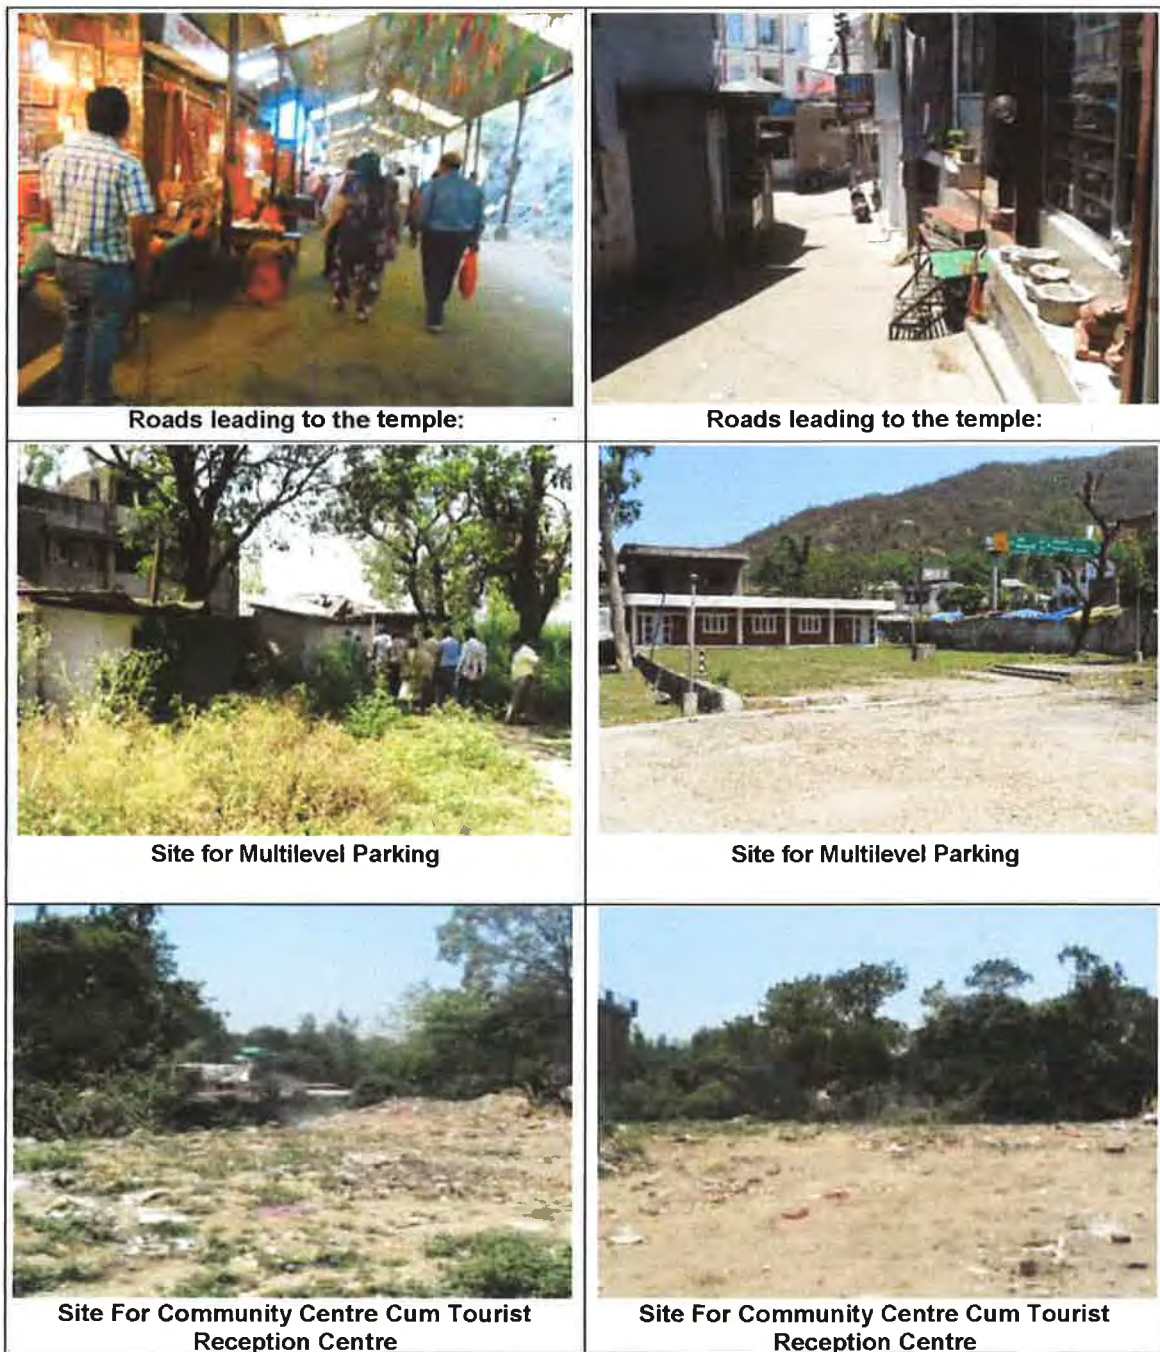 Roads leading to the temple:
Roads leading to the temple:
Site for Multilevel Parking
Site for Multilevel Parking
Site For Community Centre Cum Tourist
Reception Centre
Site For Community Centre Cum Tourist
Reception Centre